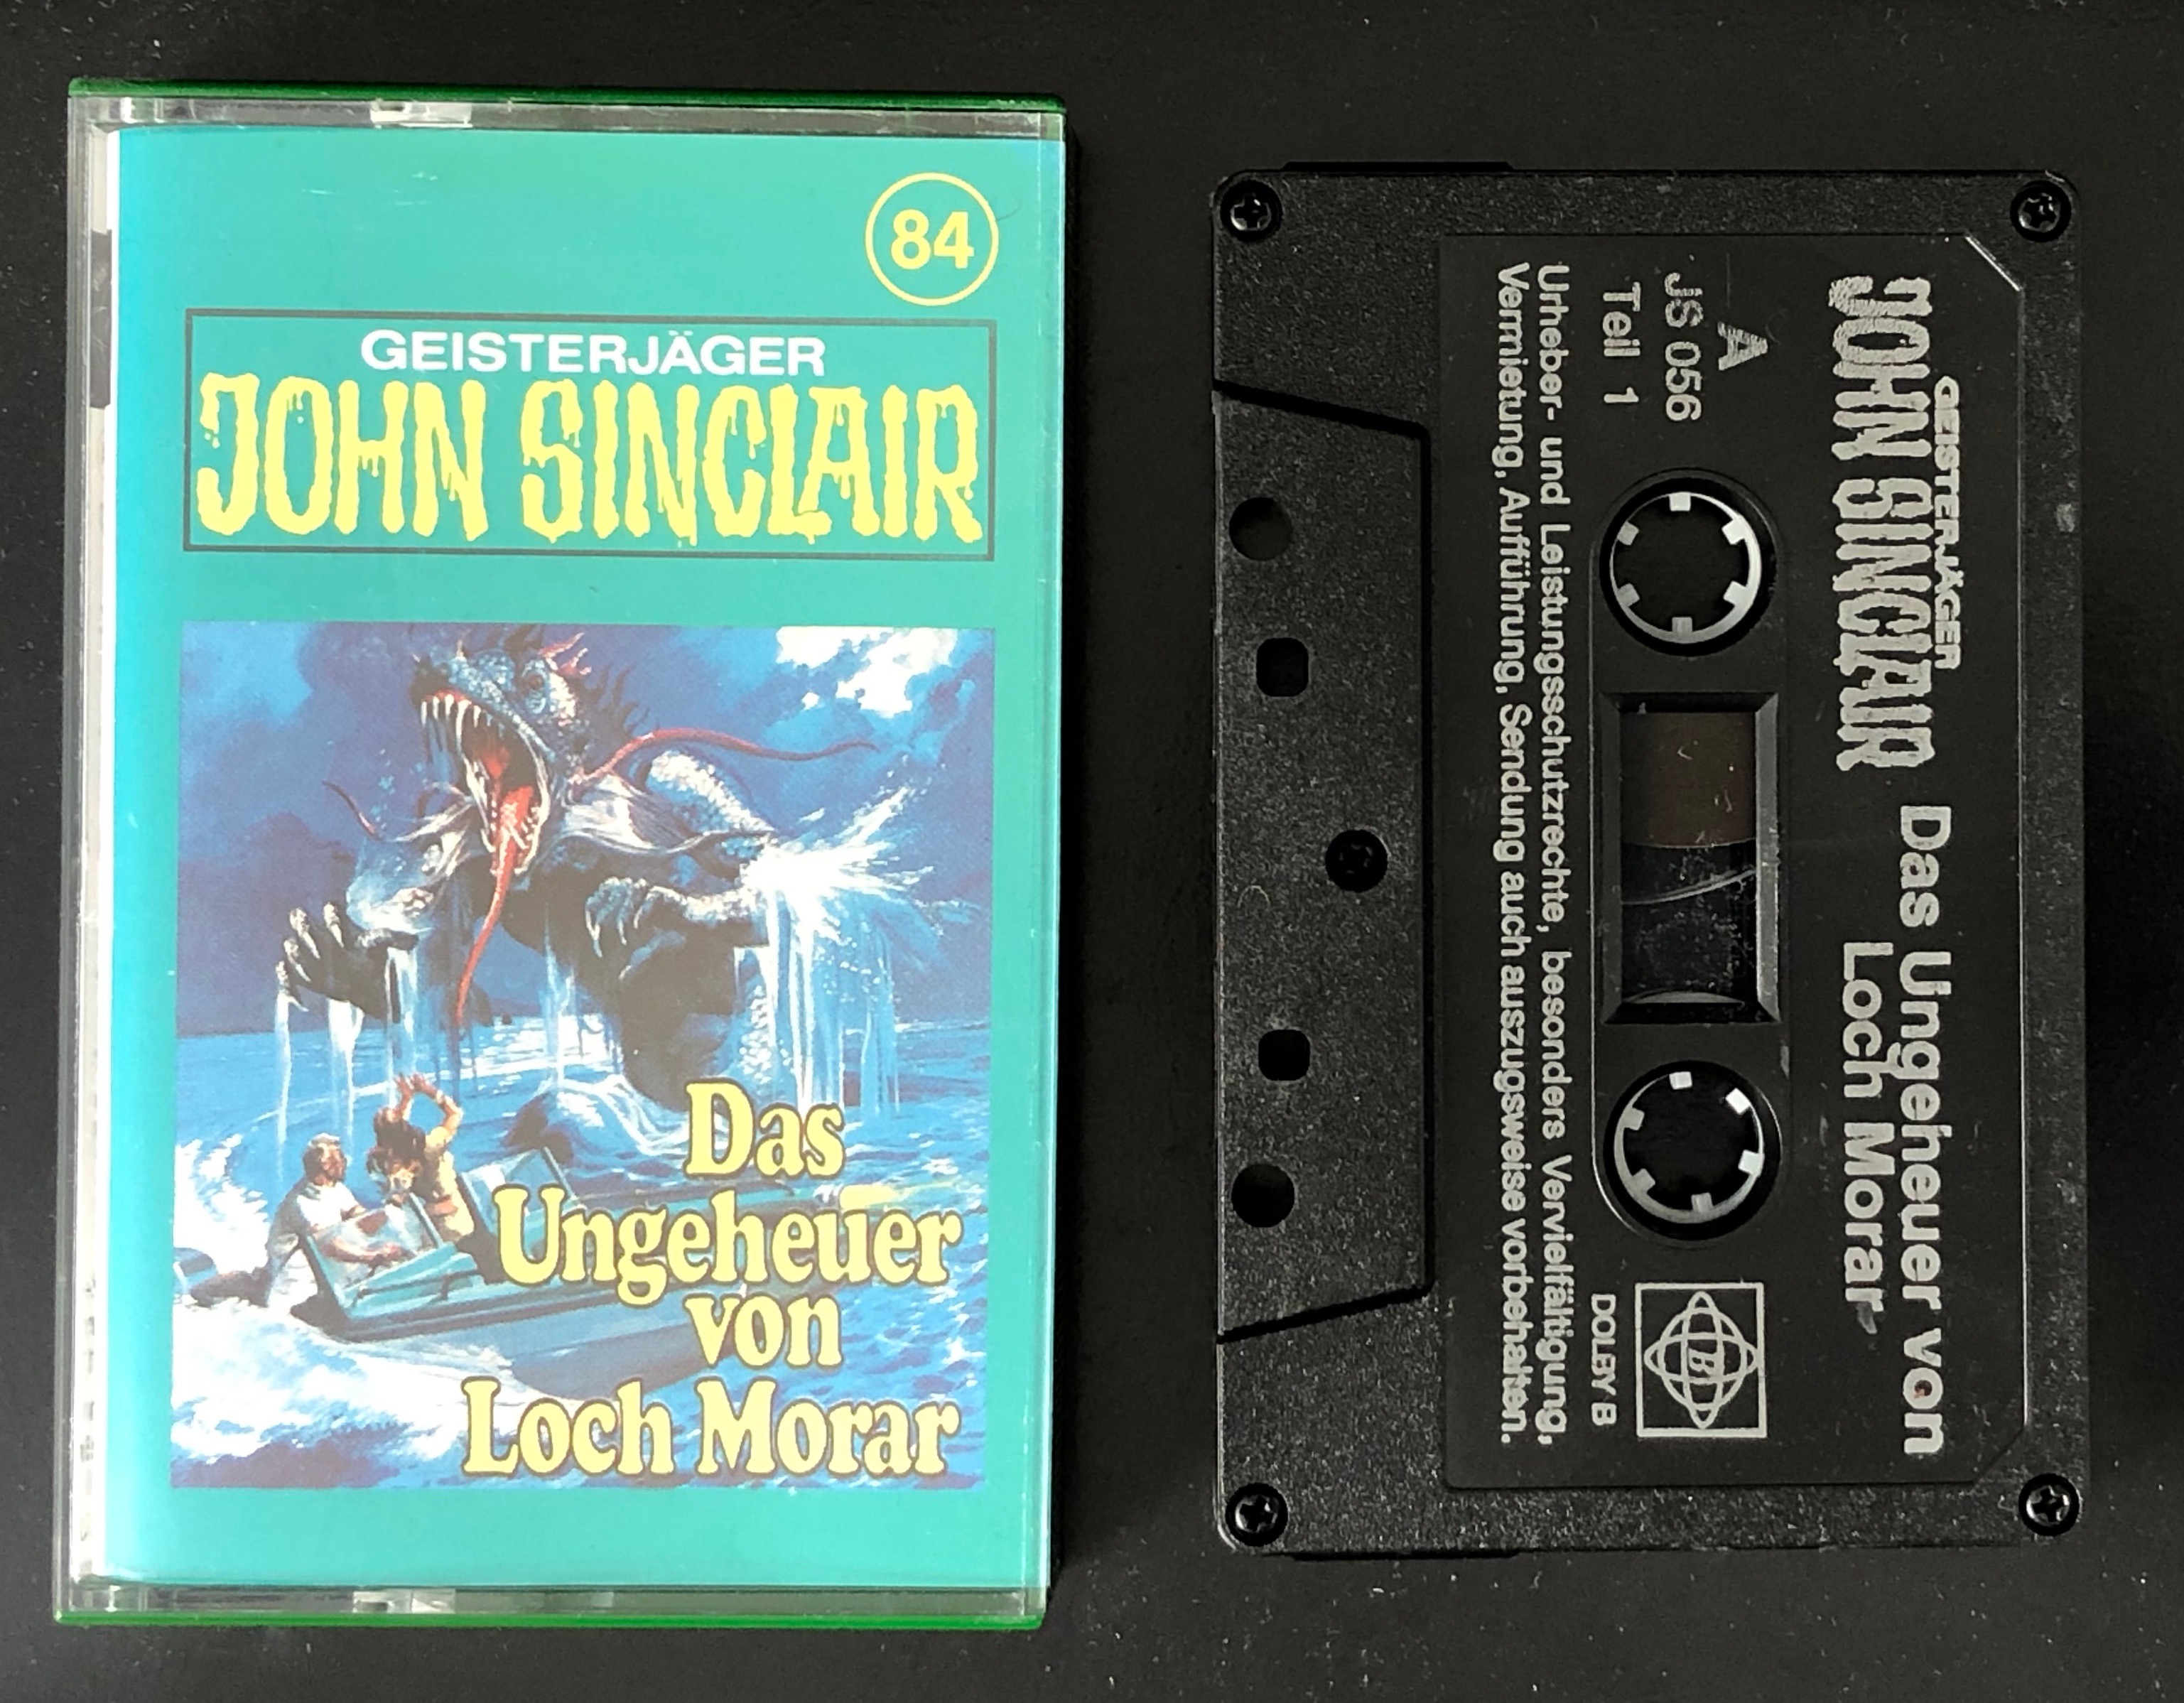 84
GEISTERJÄGER
JOHN SINCLAIR
Das
Ungeheuer
von
Loch Morar
GEISTERJÄGER
JOHN SINCLAIR
Das Ungeheuer von
Loch Morar
A
JS 056
Teil 1
B
DOLBY B
Urheber- und Leistungsschutzrechte, besonders Vervielfältigung,
Vermietung, Aufführung, Sendung auch auszugsweise vorbehalten.